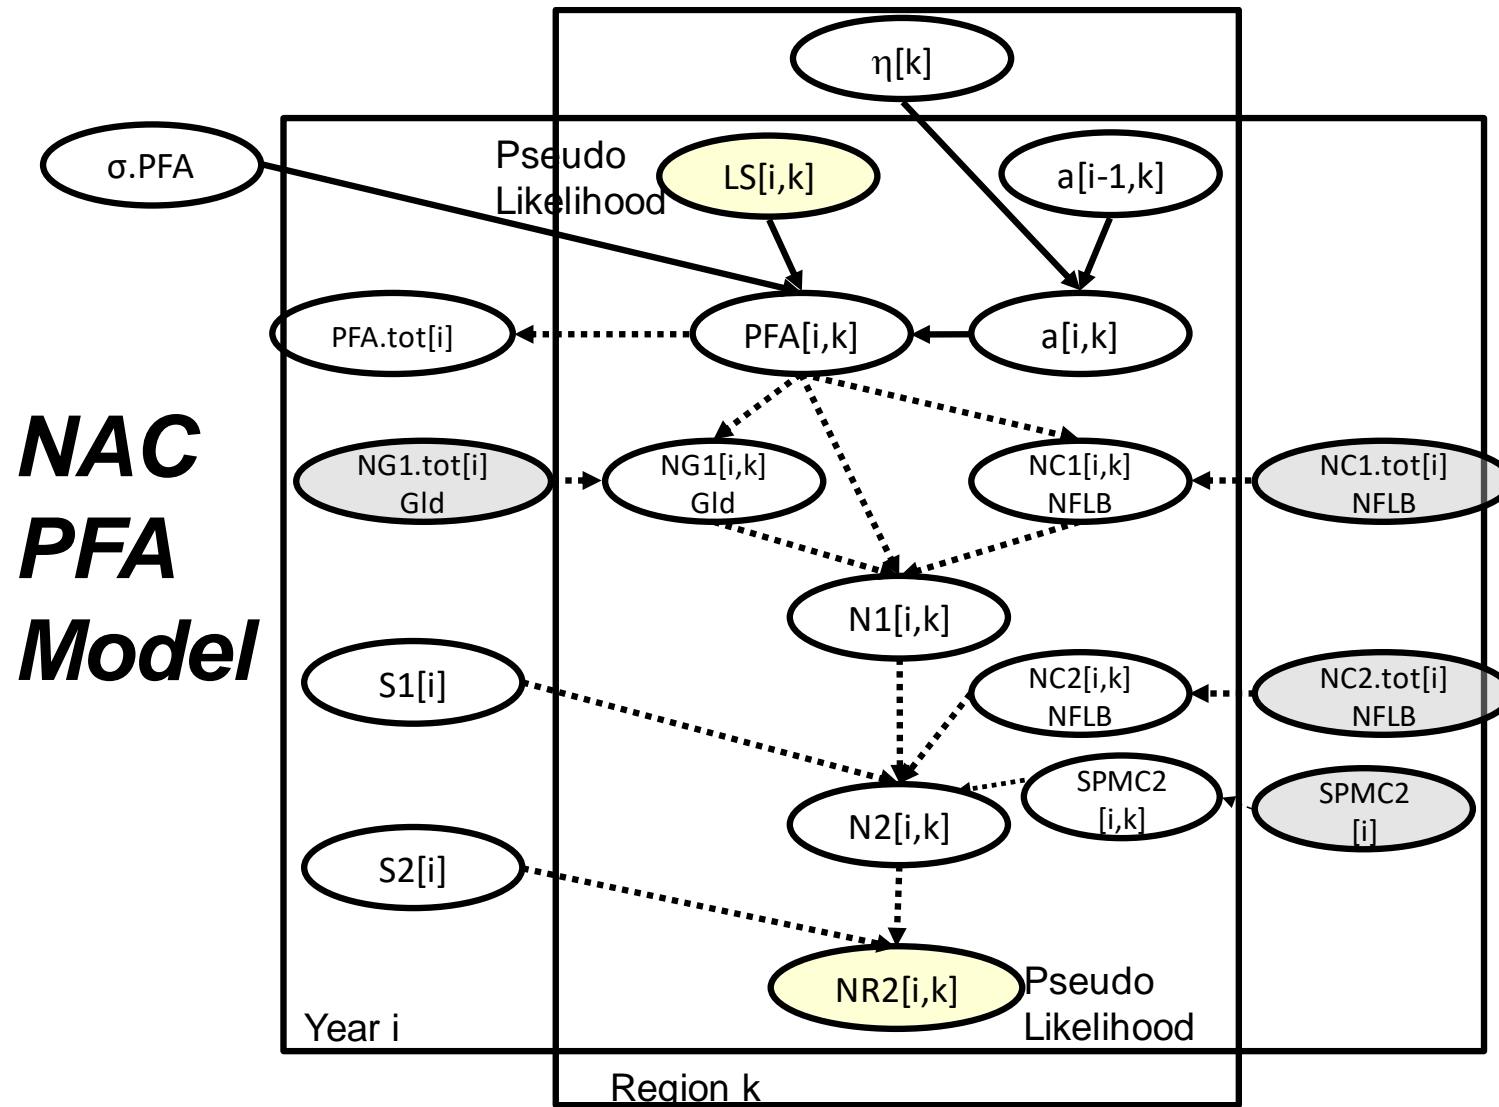 η[k]
σ.PFA
Pseudo
Likelihood
LS[i,k]
a[i-1,k]
PFA.tot[i]
PFA[i,k]
a[i,k]
NAC
PFA
Model
NG1.tot[i]
Gld
NG1[i,k]
Gld
NC1[i,k]
NFLB
NC1.tot[i]
NFLB
N1[i,k]
S1[i]
NC2[i,k]
NFLB
NC2.tot[i]
NFLB
SPMC2
[i,k]
SPMC2
[i]
N2[i,k]
S2[i]
NR2[i,k]
Pseudo
Likelihood
Year i
Region k